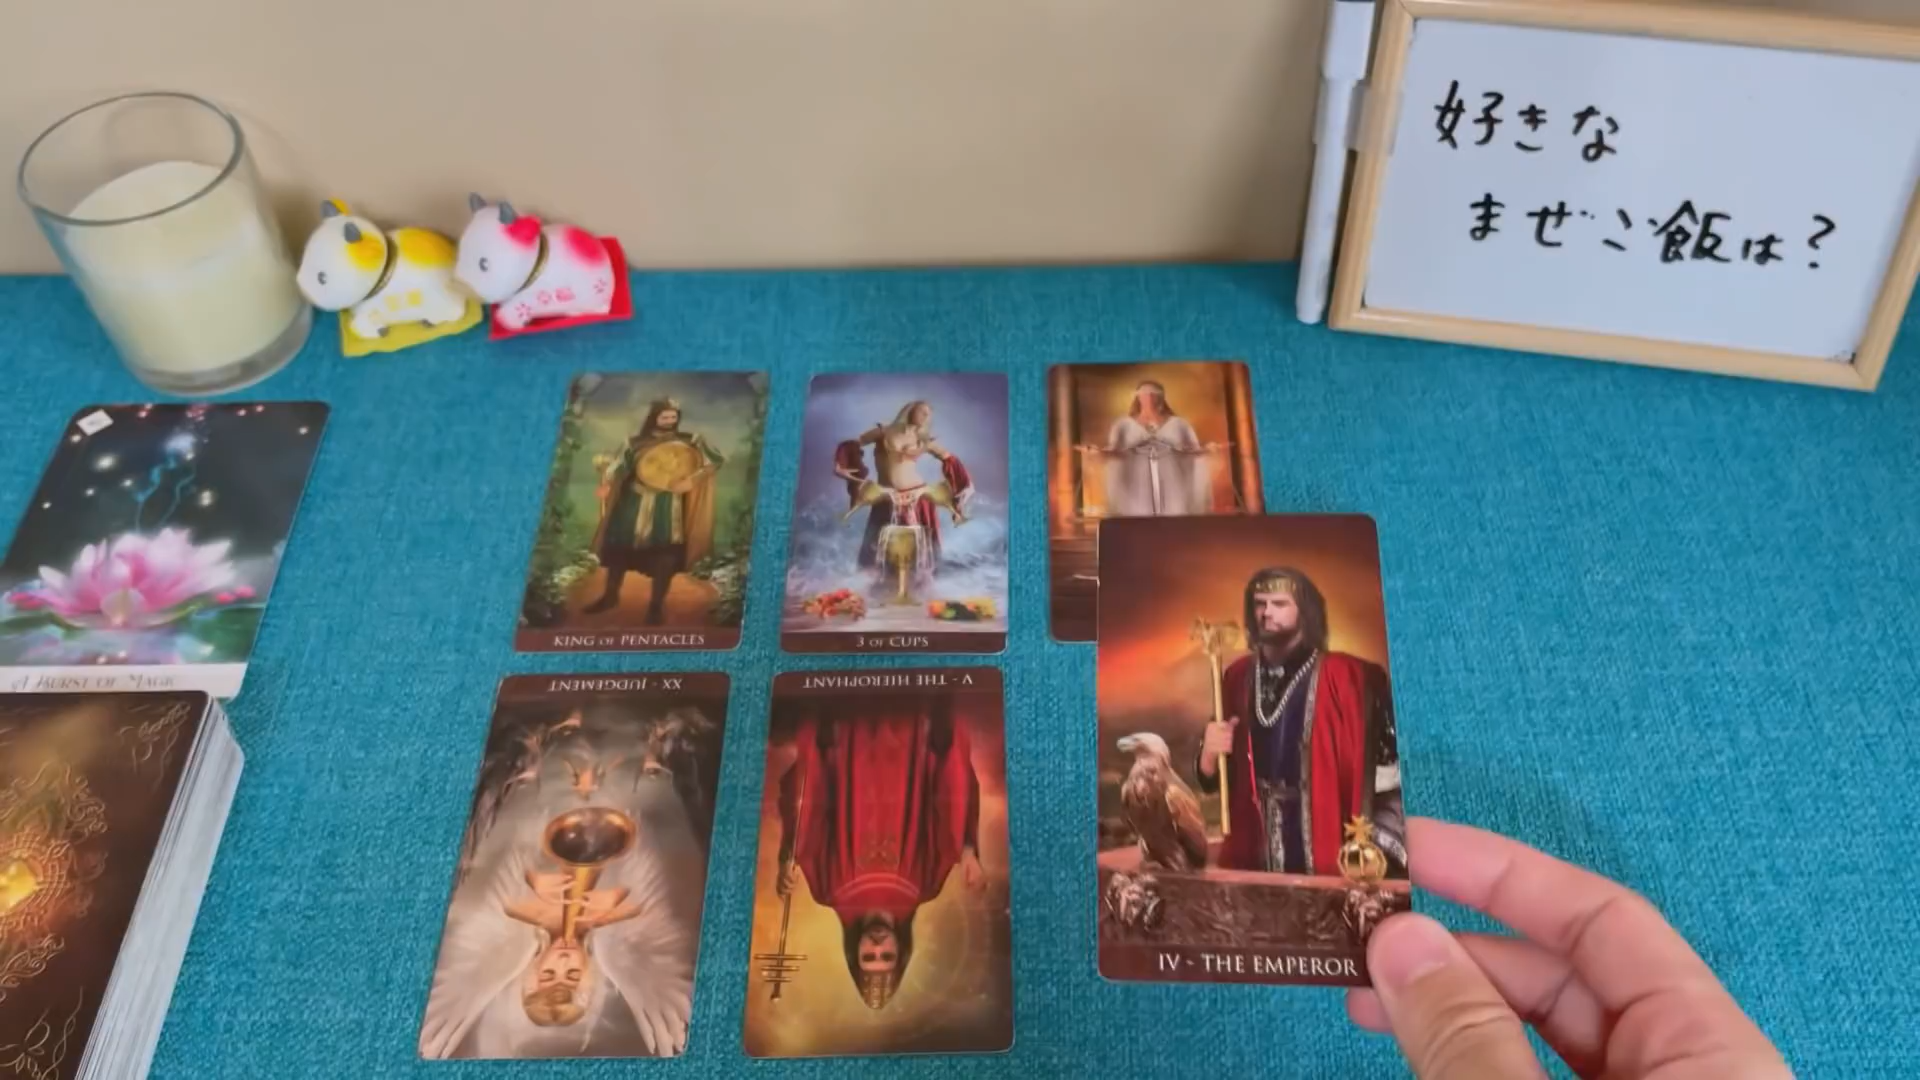 好きな
まぜご飯は?
KING OF PENTACLES
3 OF CUPS
XX - JUDGEMENT
V - THE HIEROPHANT
IV - THE EMPEROR
A BURST OF MAGIC